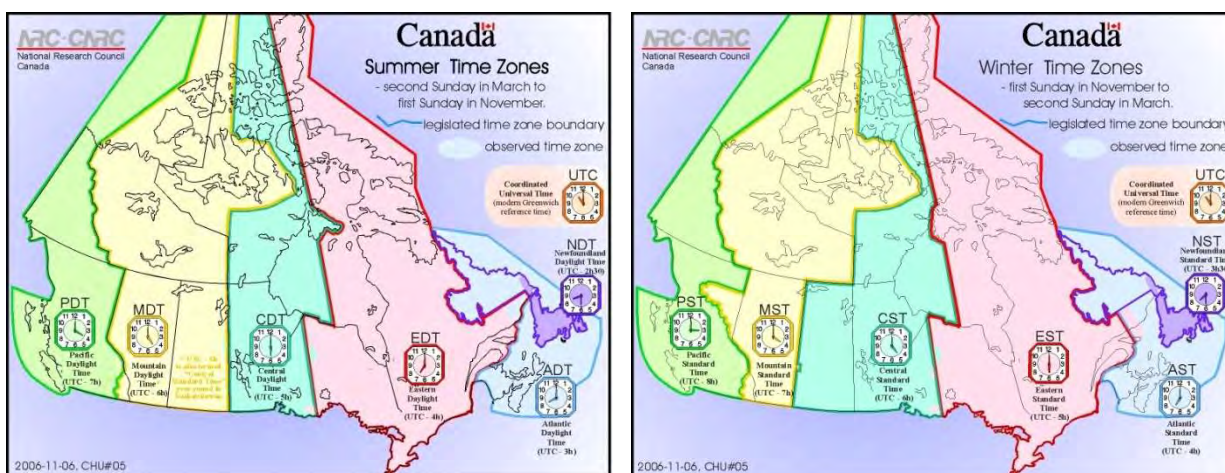 NRC·CNRC
National Research Council
Canada
Canada
Summer Time Zones
- second Sunday in March to
first Sunday in November.
legislated time zone boundary
observed time zone
UTC
Coordinated
Universal Time
(modern Greenwich
reference time)
NDT
Newfoundland
Daylight Time
(UTC - 2h30)
PDT
Pacific
Daylight
Time
(UTC - 7h)
MDT
Mountain
Daylight
Time
(UTC - 6h)
CDT
Central
Daylight
Time
(UTC - 5h)
EDT
Eastern
Daylight
Time
(UTC - 4h)
ADT
Atlantic
Daylight
Time
(UTC - 3h)
2006-11-06, CHU#05
NRC·CNRC
National Research Council
Canada
Canada
Winter Time Zones
- first Sunday in November to
second Sunday in March.
legislated time zone boundary
observed time zone
UTC
Coordinated
Universal Time
(modern Greenwich
reference time)
NST
Newfoundland
Standard Time
(UTC - 3h30
PST
Pacific
Standard
Time
(UTC - 8h)
MST
Mountain
Standard
Time
(UTC - 7h)
CST
Central
Standard
Time
(UTC - 6h)
EST
Eastern
Standard
Time
(UTC - 5h)
AST
Atlantic
Standard
Time
(UTC - 4h)
2006-11-06, CHU#05